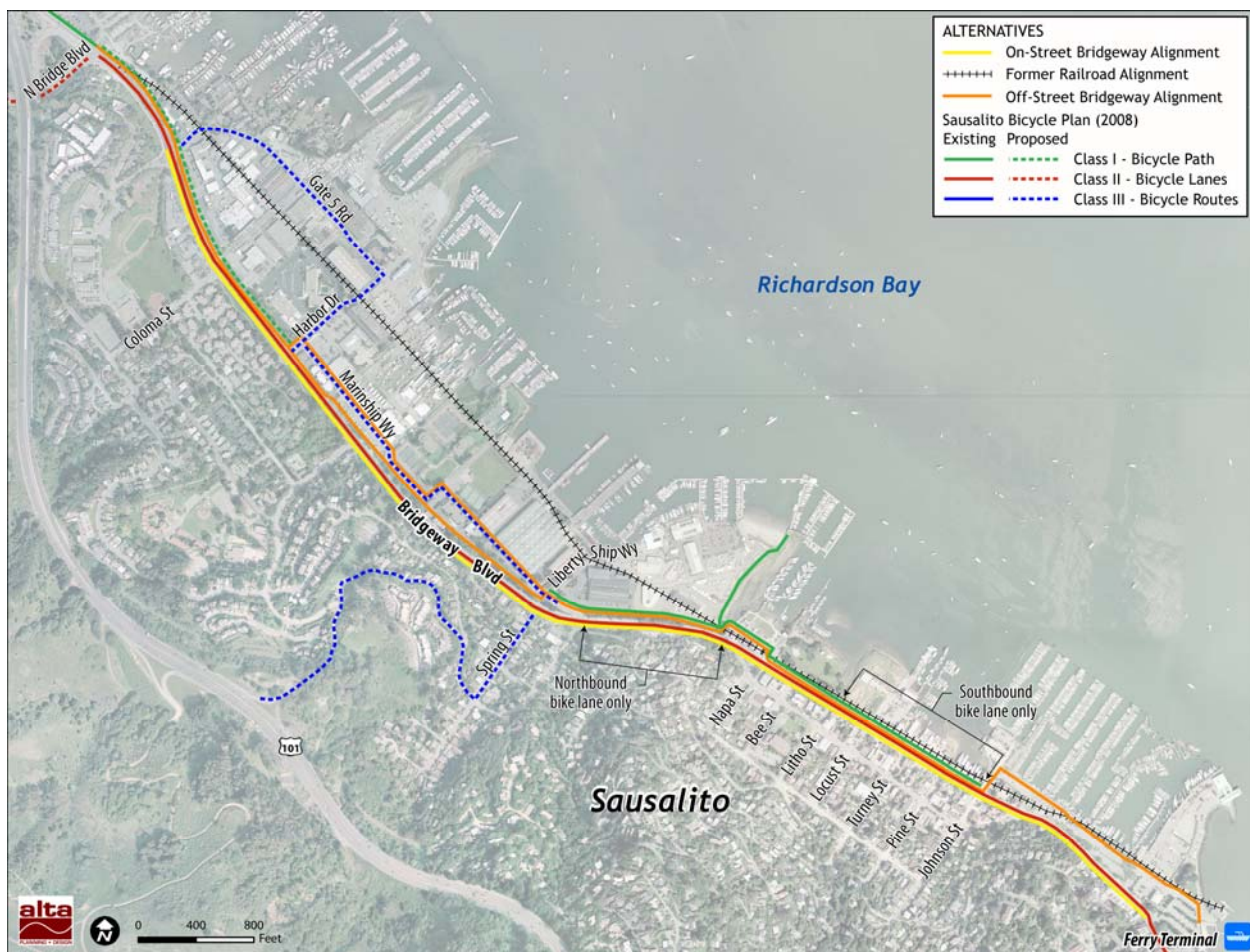 ALTERNATIVES
On-Street Bridgeway Alignment
Former Railroad Alignment
Off-Street Bridgeway Alignment
Sausalito Bicycle Plan (2008)
Existing Proposed
Class I - Bicycle Path
Class II - Bicycle Lanes
Class III - Bicycle Routes
N Bridge Blvd
Gate 5 Rd
Richardson Bay
Coloma St
Harbor Dr
Marinship Wy
Bridgeway Blvd
Liberty Ship Wy
Spring St
Northbound
bike lane only
Southbound
bike lane only
Napa St
Bee St
Litho St
Locust St
Turney St
Pine St
Johnson St
101
Sausalito
alta
PLANNING + DESIGN
N
0 400 800
Feet
Ferry Terminal